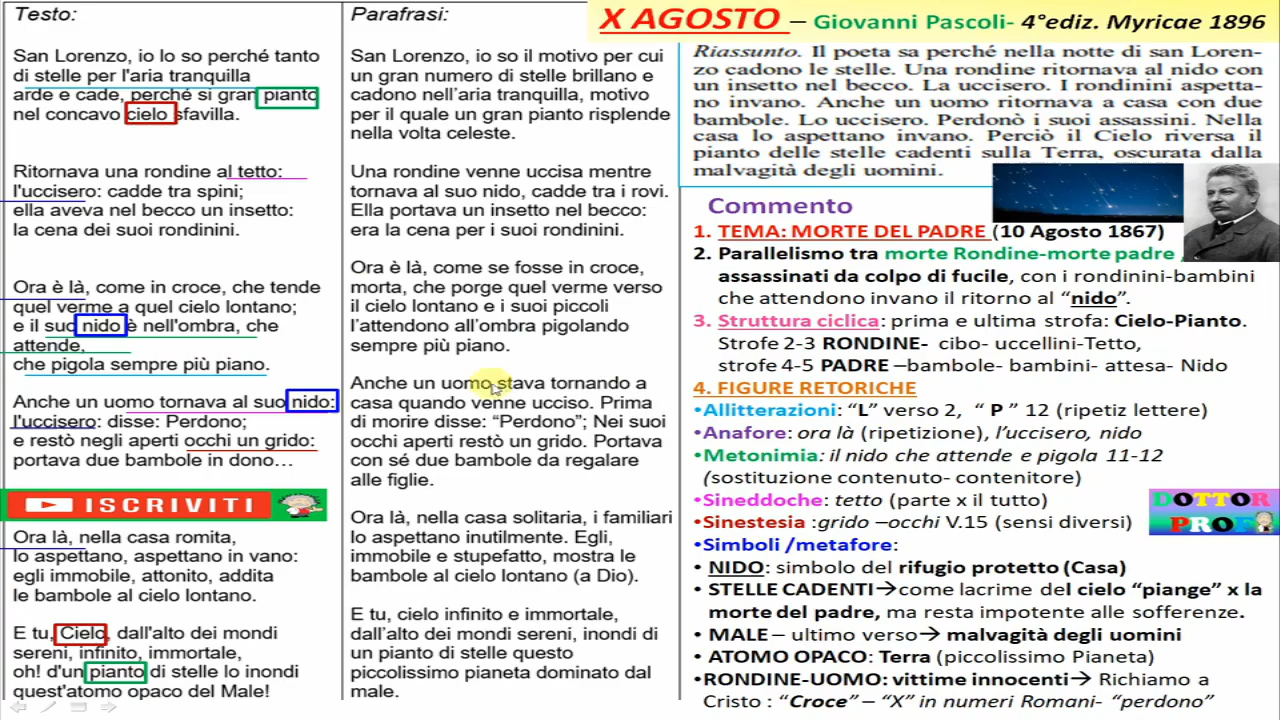 Testo:
San Lorenzo, io lo so perché tanto
di stelle per l'aria tranquilla
arde e cade, perché si gran pianto
nel concavo cielo sfavilla.
Ritornava una rondine al tetto:
l'uccisero: cadde tra spini;
ella aveva nel becco un insetto:
la cena dei suoi rondinini.
Ora è là, come in croce, che tende
quel verme a quel cielo lontano;
e il suo nido è nell'ombra, che
attende,
che pigola sempre più piano.
Anche un uomo tornava al suo nido:
l'uccisero: disse: Perdono;
e restò negli aperti occhi un grido:
portava due bambole in dono…
ISCRIVITI
Ora là, nella casa romita,
lo aspettano, aspettano in vano:
egli immobile, attonito, addita
le bambole al cielo lontano.
E tu, Cielo, dall'alto dei mondi
sereni, infinito, immortale,
oh! d'un pianto di stelle lo inondi
quest'atomo opaco del Male!
Parafrasi:
San Lorenzo, io so il motivo per cui
un gran numero di stelle brillano e
cadono nell'aria tranquilla, motivo
per il quale un gran pianto risplende
nella volta celeste.
Una rondine venne uccisa mentre
tornava al suo nido, cadde tra i rovi.
Ella portava un insetto nel becco:
era la cena per i suoi rondinini.
Ora è là, come se fosse in croce,
morta, che porge quel verme verso
il cielo lontano e i suoi piccoli
l'attendono all'ombra pigolando
sempre più piano.
Anche un uomo stava tornando a
casa quando venne ucciso. Prima
di morire disse: “Perdono”; Nei suoi
occhi aperti restò un grido. Portava
con sé due bambole da regalare
alle figlie.
Ora là, nella casa solitaria, i familiari
lo aspettano inutilmente. Egli,
immobile e stupefatto, mostra le
bambole al cielo lontano (a Dio).
E tu, cielo infinito e immortale,
dall'alto dei mondi sereni, inondi di
un pianto di stelle questo
piccolissimo pianeta dominato dal
male.
X AGOSTO – Giovanni Pascoli- 4°ediz. Myricae 1896
Riassunto. Il poeta sa perché nella notte di san Loren-
zo cadono le stelle. Una rondine ritornava al nido con
un insetto nel becco. La uccisero. I rondinini aspetta-
no invano. Anche un uomo ritornava a casa con due
bambole. Lo uccisero. Perdonò i suoi assassini. Nella
casa lo aspettano invano. Perciò il Cielo riversa il
pianto delle stelle cadenti sulla Terra, oscurata dalla
malvagità degli uomini.
Commento
1. TEMA: MORTE DEL PADRE (10 Agosto 1867)
2. Parallelismo tra morte Rondine-morte padre
assassinati da colpo di fucile, con i rondinini-bambini
che attendono invano il ritorno al “nido”.
3. Struttura ciclica: prima e ultima strofa: Cielo-Pianto.
Strofe 2-3 RONDINE- cibo- uccellini-Tetto,
strofe 4-5 PADRE –bambole- bambini- attesa- Nido
4. FIGURE RETORICHE
•Allitterazioni: “L” verso 2, “ P ” 12 (ripetiz lettere)
•Anafore: ora là (ripetizione), l'uccisero, nido
•Metonimia: il nido che attende e pigola 11-12
(sostituzione contenuto- contenitore)
•Sineddoche: tetto (parte x il tutto)
•Sinestesia :grido –occhi V.15 (sensi diversi)
•Simboli /metafore:
• NIDO: simbolo del rifugio protetto (Casa)
• STELLE CADENTI→come lacrime del cielo “piange” x la
morte del padre, ma resta impotente alle sofferenze.
• MALE – ultimo verso→ malvagità degli uomini
• ATOMO OPACO: Terra (piccolissimo Pianeta)
•RONDINE-UOMO: vittime innocenti→ Richiamo a
Cristo : “Croce” – “X” in numeri Romani- “perdono”
DOTTOR
PROF